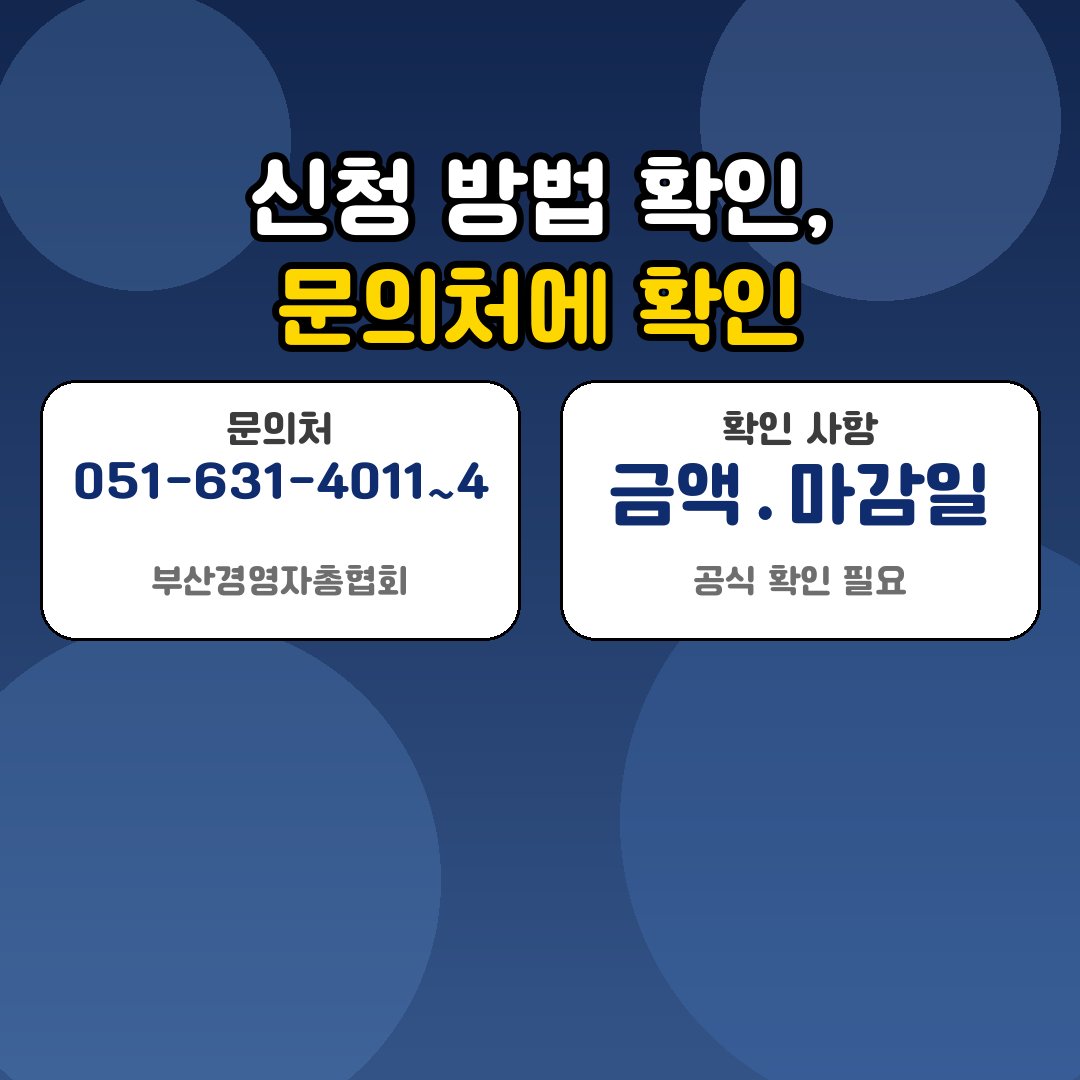 신청 방법 확인,
문의처에 확인
문의처
051-631-4011~4
부산경영자총협회
확인 사항
금액.마감일
공식 확인 필요